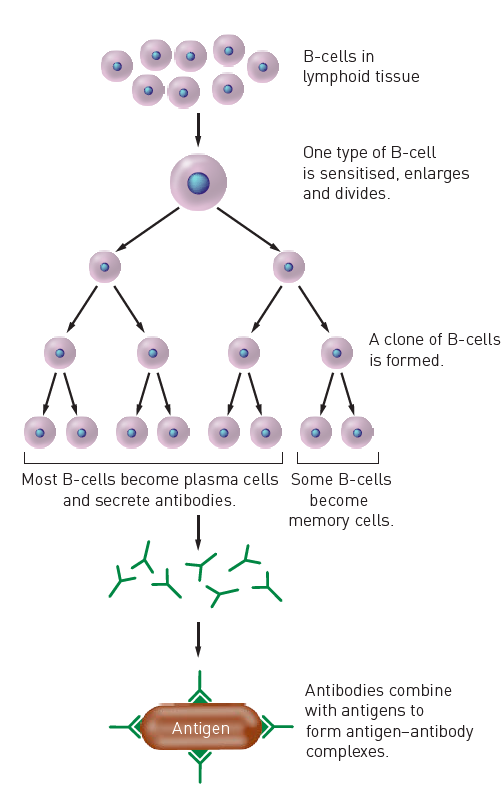 B-cells in
lymphoid tissue
One type of B-cell
is sensitised, enlarges
and divides.
A clone of B-cells
is formed.
Most B-cells become plasma cells
and secrete antibodies.
Some B-cells
become
memory cells.
Antibodies combine
with antigens to
form antigen–antibody
complexes.
Antigen